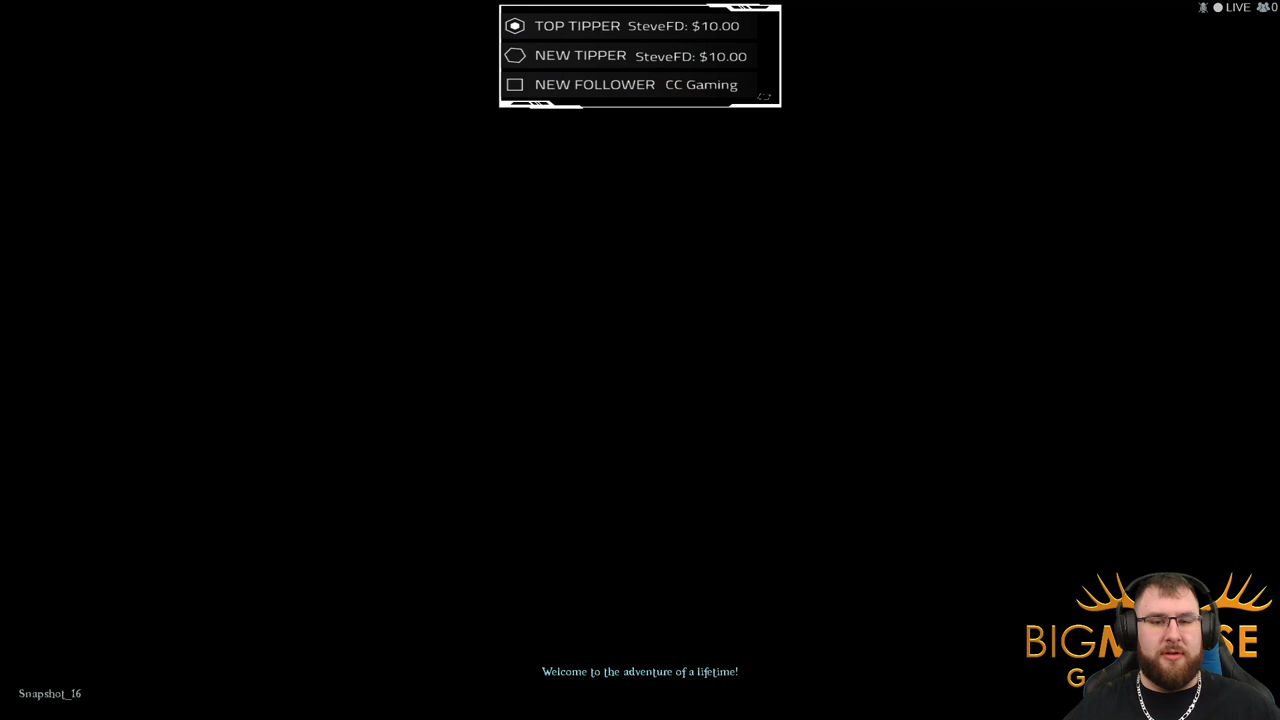 TOP TIPPER SteveFD: $10.00
NEW TIPPER SteveFD: $10.00
NEW FOLLOWER CC Gaming
LIVE 0
Welcome to the adventure of a lifetime!
Snapshot_16